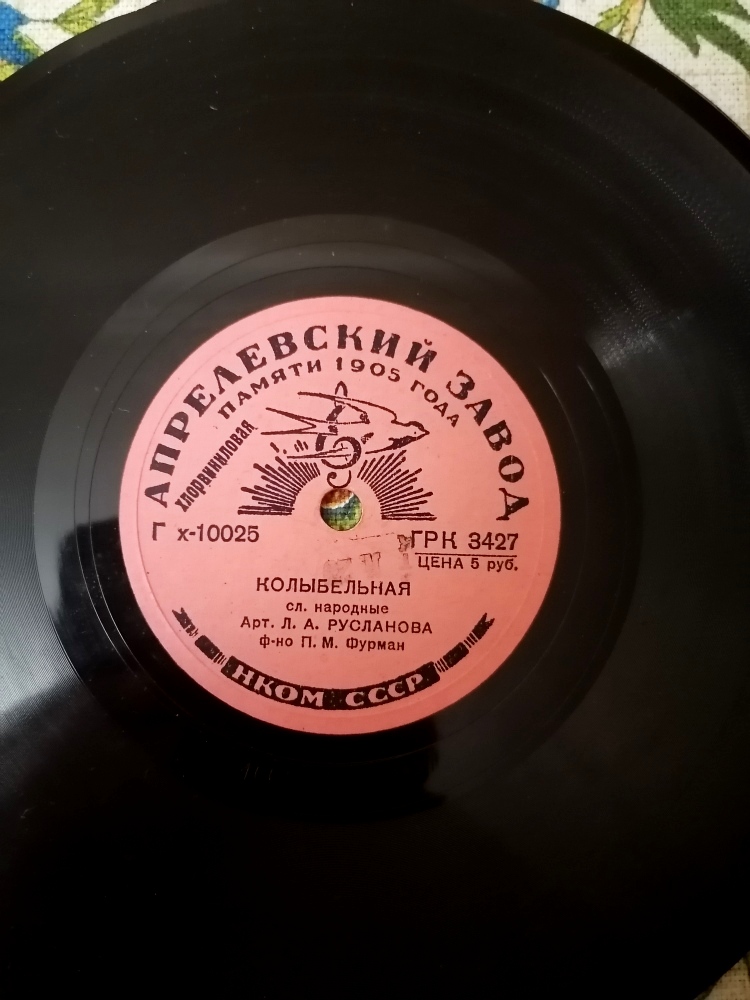 АПРЕЛЕВСКИЙ ЗАВОД
ПАМЯТИ 1905 ГОДА
хлорвиниловая
Г х-10025
ГРК 3427
ЦЕНА 5 руб.
КОЛЫБЕЛЬНАЯ
сл. народные
Арт. Л. А. РУСЛАНОВА
ф-но П. М. Фурман
НКОМ СССР